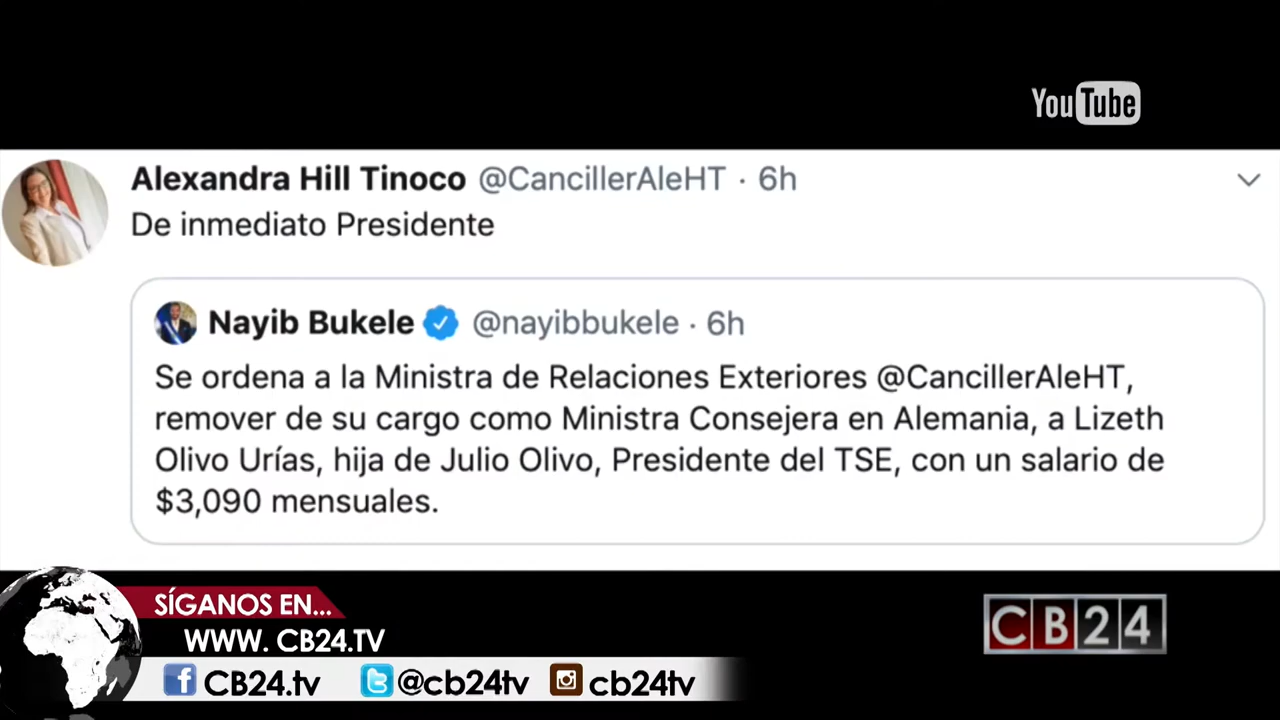 YouTube
Alexandra Hill Tinoco @CancillerAleHT · 6h
De inmediato Presidente
Nayib Bukele @nayibbukele · 6h
Se ordena a la Ministra de Relaciones Exteriores @CancillerAleHT,
remover de su cargo como Ministra Consejera en Alemania, a Lizeth
Olivo Urías, hija de Julio Olivo, Presidente del TSE, con un salario de
$3,090 mensuales.
SÍGANOS EN...
WWW. CB24.TV
CB24
CB24.tv @cb24tv cb24tv